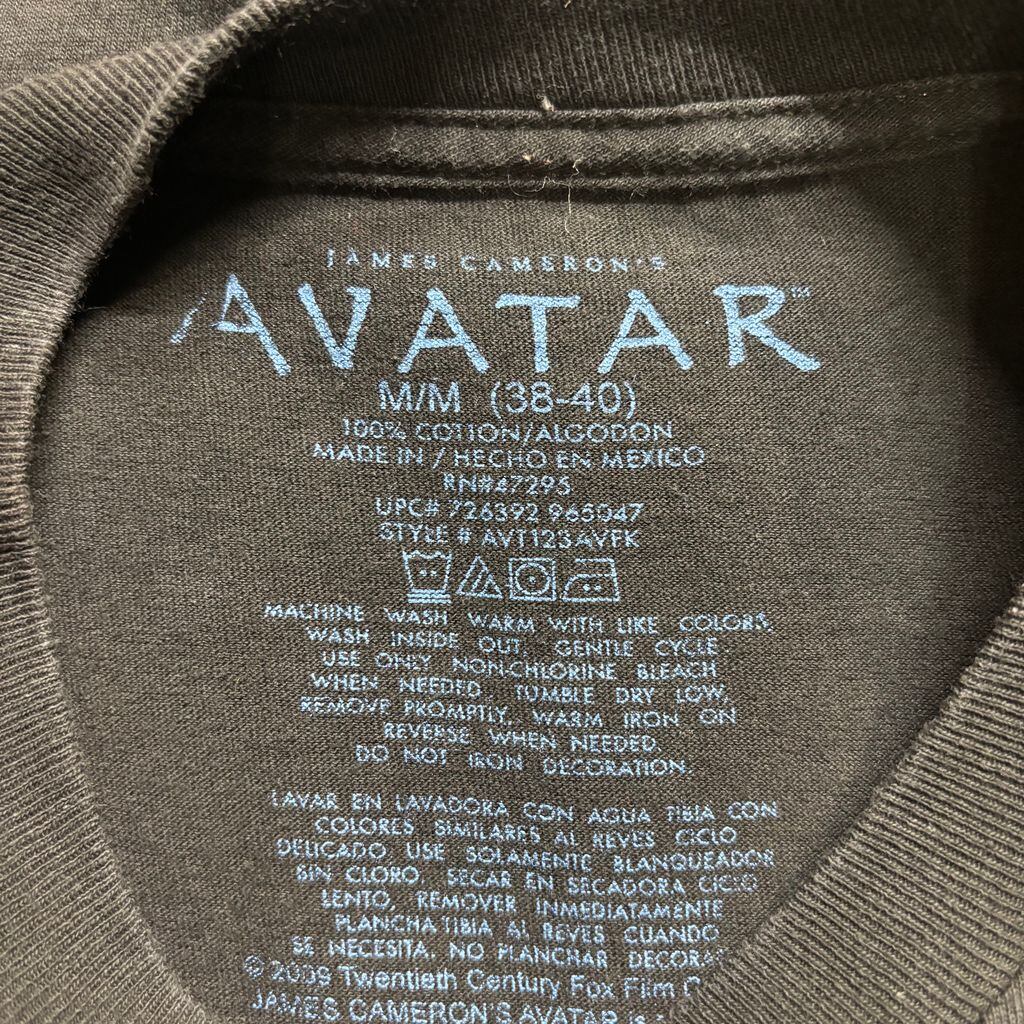 JAMES CAMERON'S
AVATAR™
M/M (38-40)
100% COTTON/ALGODON
MADE IN / HECHO EN MEXICO
RN#47295
UPC# 726392 965047
STYLE # AVT123AVFK
MACHINE WASH WARM WITH LIKE COLORS,
WASH INSIDE OUT, GENTLE CYCLE
USE ONLY NON-CHLORINE BLEACH
WHEN NEEDED. TUMBLE DRY LOW,
REMOVE PROMPTLY. WARM IRON ON
REVERSE WHEN NEEDED.
DO NOT IRON DECORATION.
LAVAR EN LAVADORA CON AGUA TIBIA CON
COLORES SIMILARES AL REVES CICLO
DELICADO USE SOLAMENTE BLANQUEADOR
SIN CLORO. SECAR EN SECADORA CICLO
LENTO, REMOVER INMEDIATAMENTE
PLANCHA TIBIA AL REVES CUANDO
SE NECESITA. NO PLANCHAR DECORA
© 2009 Twentieth Century Fox Film C
JAMES CAMERON'S AVATAR is